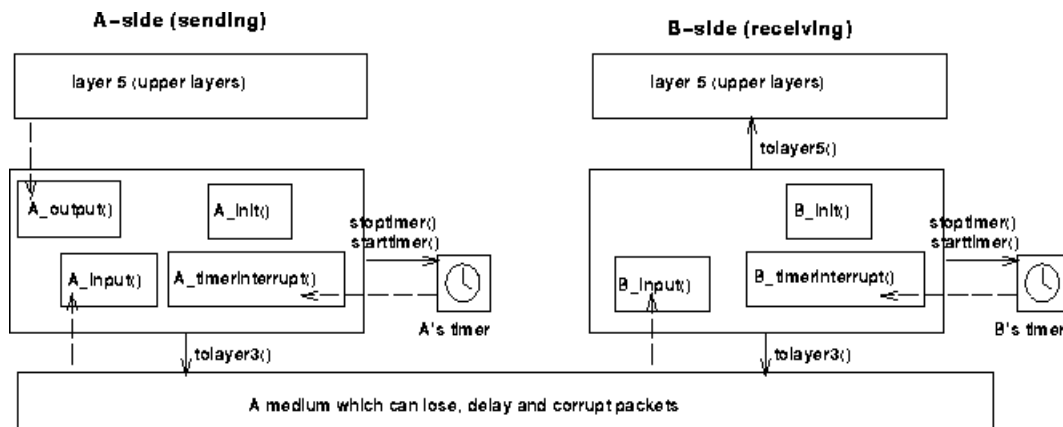 A-side (sending)
B-side (receiving)
layer 5 (upper layers)
layer 5 (upper layers)
tolayer5()
A_output()
A_init()
B_init()
stoptimer()
starttimer()
stoptimer()
starttimer()
A_input()
A_timerinterrupt()
B_input()
B_timerinterrupt()
A's timer
B's timer
tolayer3()
tolayer3()
A medium which can lose, delay and corrupt packets